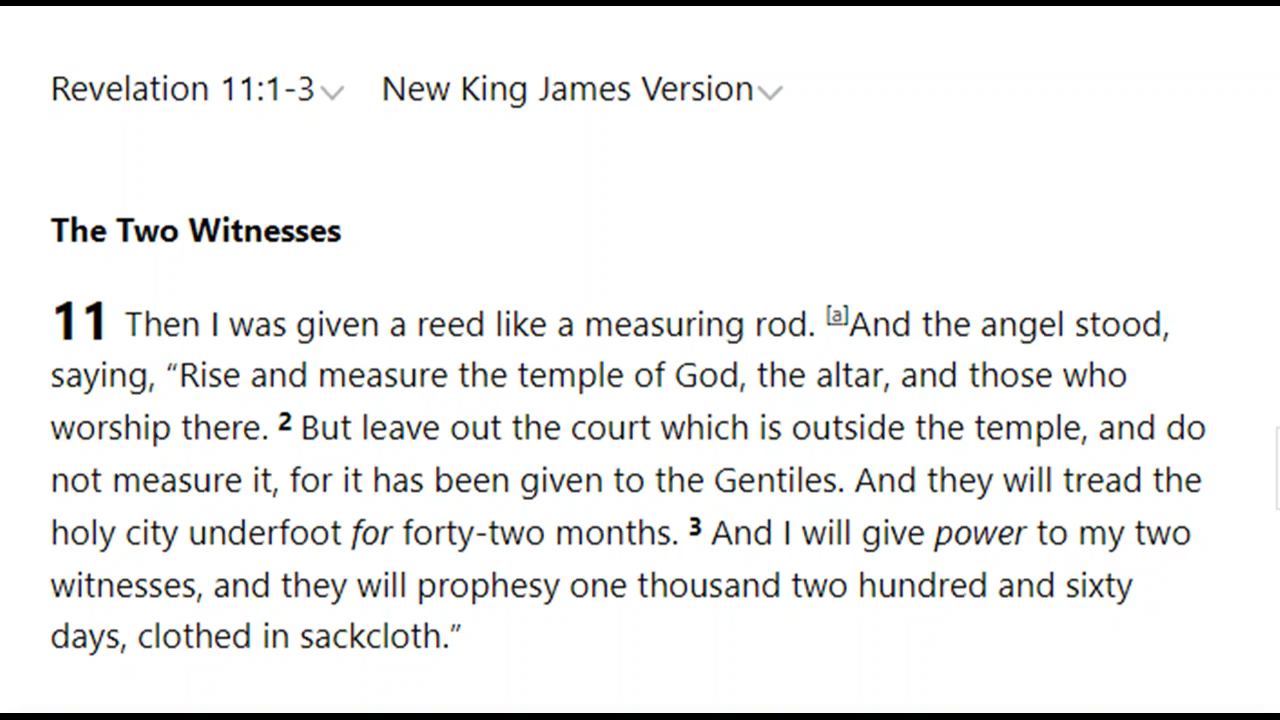 Revelation 11:1-3 New King James Version
The Two Witnesses
11 Then I was given a reed like a measuring rod. [a]And the angel stood,
saying, “Rise and measure the temple of God, the altar, and those who
worship there. 2 But leave out the court which is outside the temple, and do
not measure it, for it has been given to the Gentiles. And they will tread the
holy city underfoot for forty-two months. 3 And I will give power to my two
witnesses, and they will prophesy one thousand two hundred and sixty
days, clothed in sackcloth.”